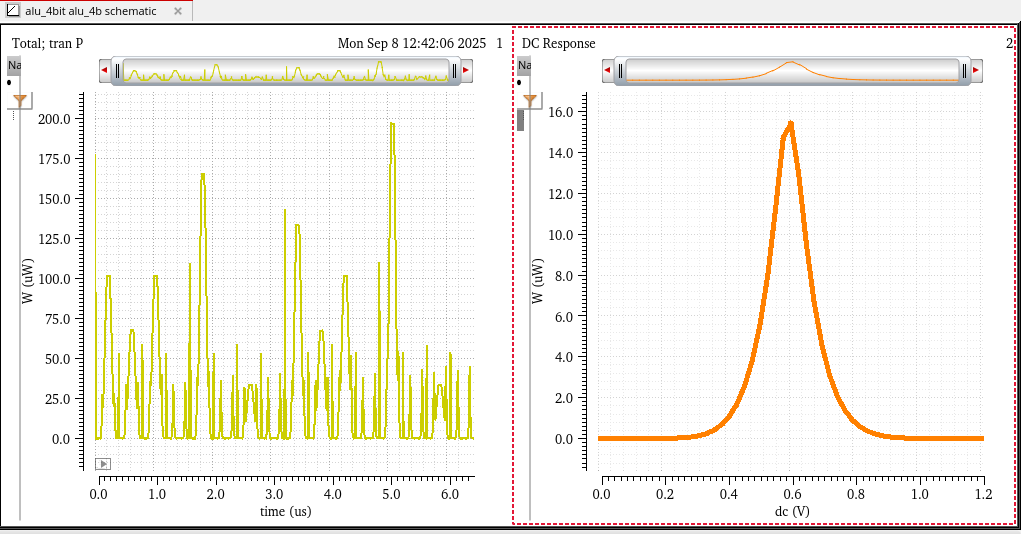 alu_4bit alu_4b schematic
Total; tran P
Mon Sep 8 12:42:06 2025 1
Na
W (uW)
200.0
175.0
150.0
125.0
100.0
75.0
50.0
25.0
0.0
0.0 1.0 2.0 3.0 4.0 5.0 6.0
time (us)
DC Response
2
Na
W (uW)
16.0
14.0
12.0
10.0
8.0
6.0
4.0
2.0
0.0
0.0 0.2 0.4 0.6 0.8 1.0 1.2
dc (V)